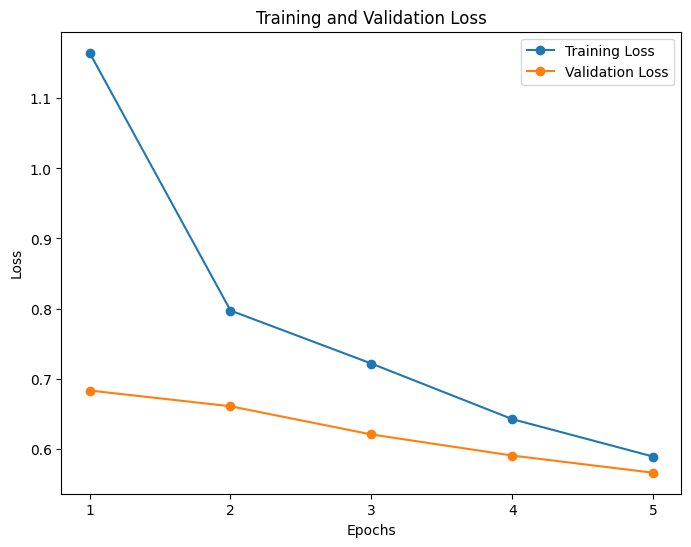 Training and Validation Loss
Training Loss
Validation Loss
1.1
1.0
0.9
0.8
0.7
0.6
Loss
1 2 3 4 5
Epochs